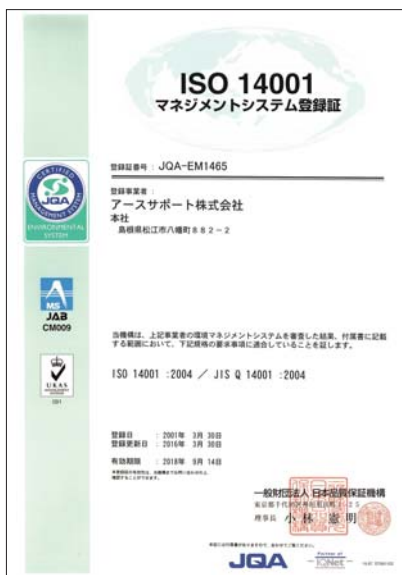 ISO 14001
マネジメントシステム登録証
登録証番号 : JQA-EM1465
登録事業者 :
アースサポート株式会社
本社
島根県松江市八幡町882-2
CERTIFIED
MANAGEMENT SYSTEM
JQA
ENVIRONMENTAL
SYSTEM
MS
JAB
CM009
UKAS
当機構は、上記事業者の環境マネジメントシステムを審査した結果、付属書に記載
する範囲において、下記規格の要求事項に適合していることを証します。
ISO 14001 :2004 / JIS Q 14001 :2004
登録日 : 2001年 3月 30日
登録更新日 : 2016年 3月 30日
有効期限 : 2018年 9月 14日
一般財団法人 日本品質保証機構
理事長 小林 憲明
JQA
Partner of
IQNet